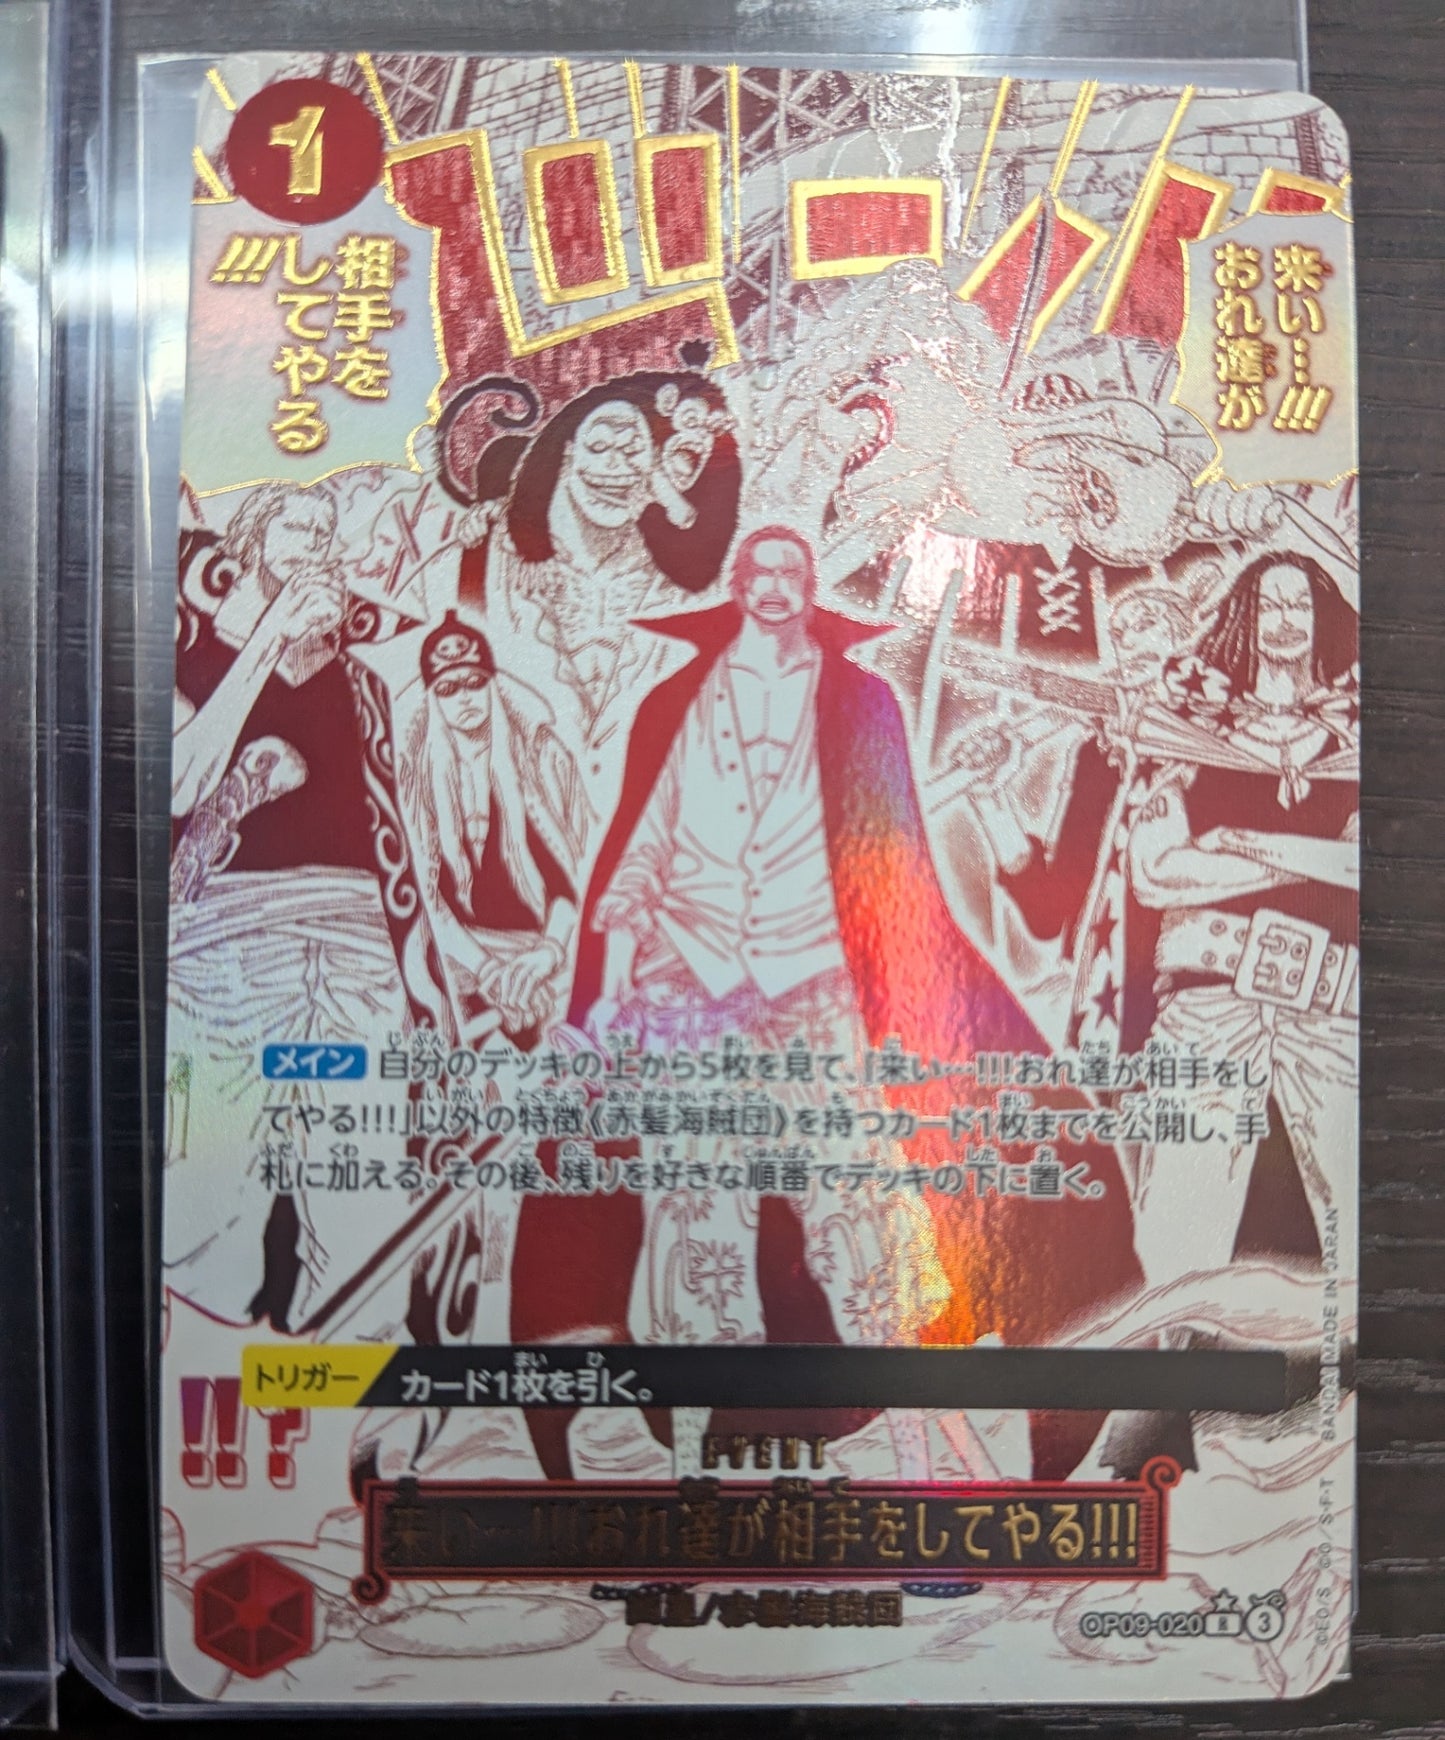 1
ドーン
来い…!!!
おれ達が
相手を
してやる
!!!
メイン 自分のデッキの上から5枚を見て、「来い…!!!おれ達が相手をし
てやる!!!」以外の特徴《赤髪海賊団》を持つカード1枚までを公開し、手
札に加える。その後、残りを好きな順番でデッキの下に置く。
トリガー カード1枚を引く。
!!?
EVENT
来い…!!!おれ達が相手をしてやる!!!
四皇/赤髪海賊団
OP09-020 R 3
©E.O/S. ©O/S･F･T BANDAI MADE IN JAPAN